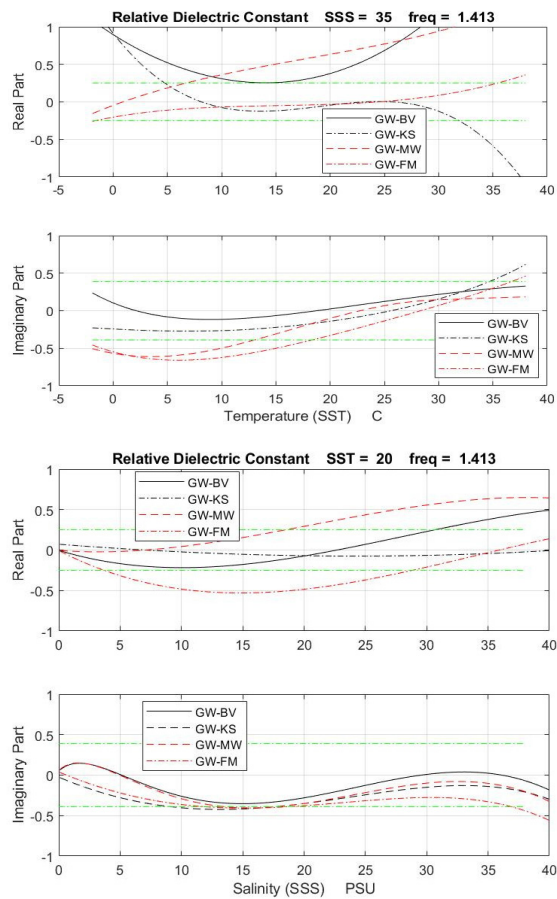 Relative Dielectric Constant SSS = 35 freq = 1.413
1
0.5
0
-0.5
-1
Real Part
GW-BV
GW-KS
GW-MW
GW-FM
-5 0 5 10 15 20 25 30 35 40
1
0.5
0
-0.5
-1
Imaginary Part
GW-BV
GW-KS
GW-MW
GW-FM
-5 0 5 10 15 20 25 30 35 40
Temperature (SST) C
Relative Dielectric Constant SST = 20 freq = 1.413
1
0.5
0
-0.5
-1
Real Part
GW-BV
GW-KS
GW-MW
GW-FM
0 5 10 15 20 25 30 35 40
1
0.5
0
-0.5
-1
Imaginary Part
GW-BV
GW-KS
GW-MW
GW-FM
0 5 10 15 20 25 30 35 40
Salinity (SSS) PSU